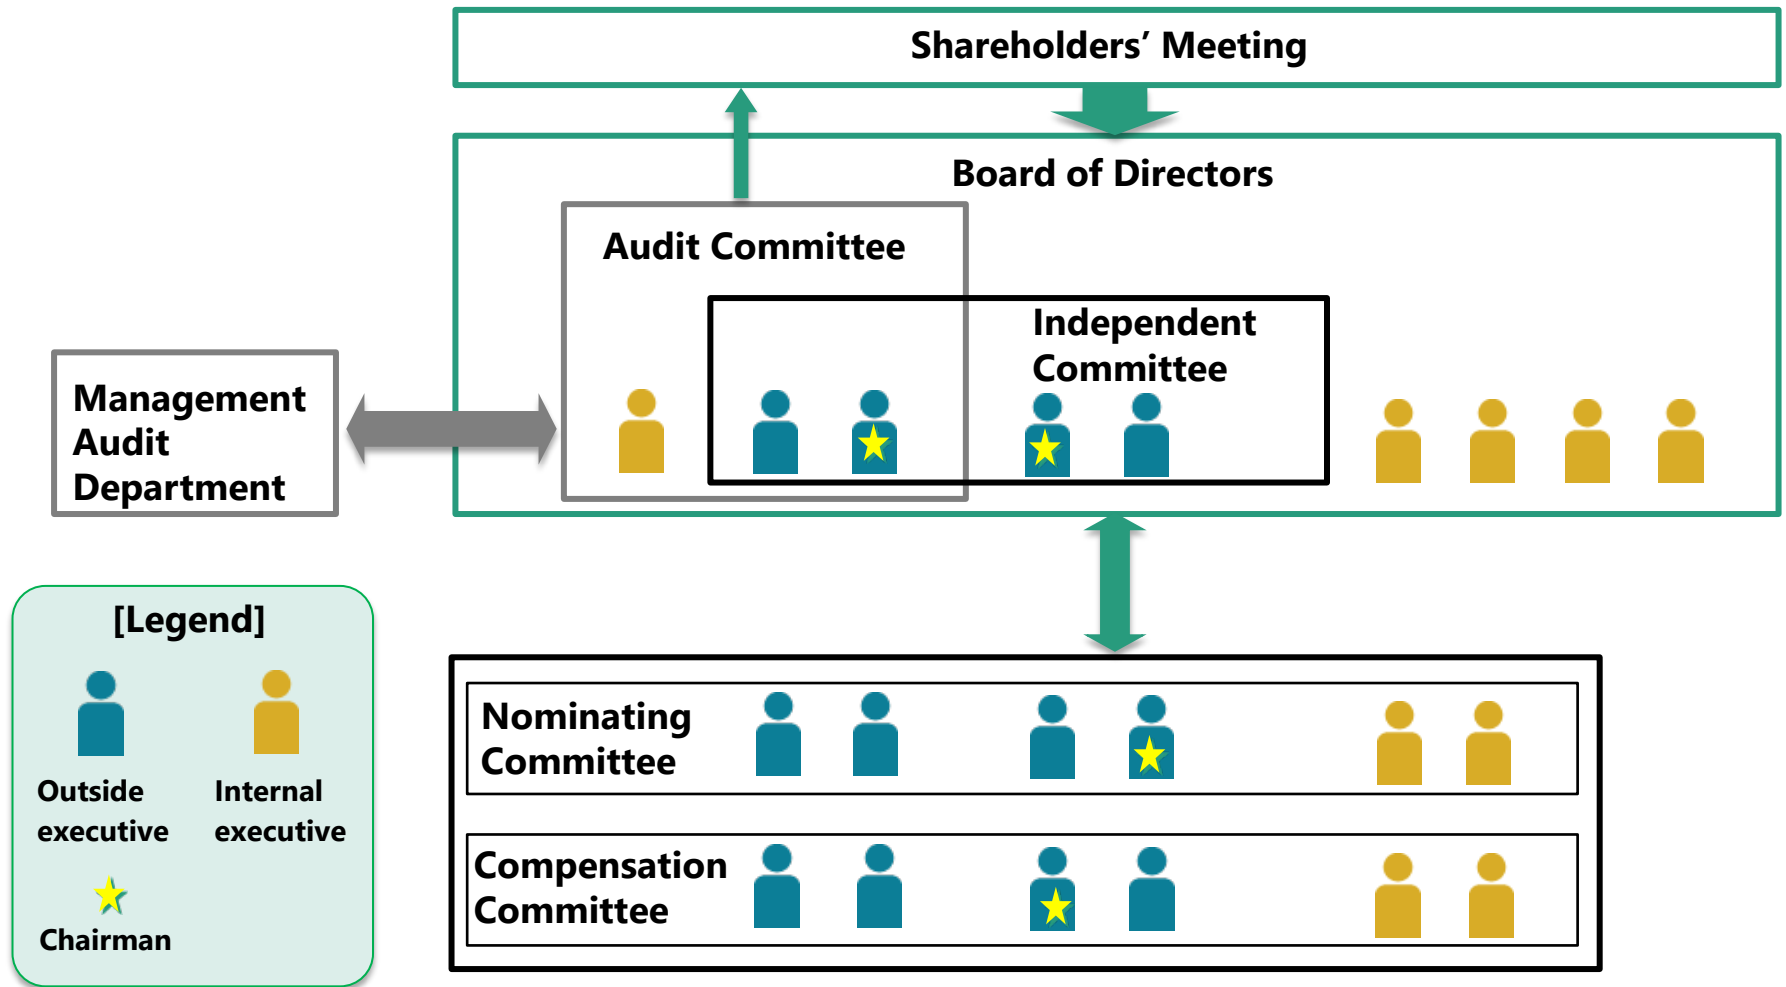 Shareholders’ Meeting
Board of Directors
Audit Committee
Independent
Committee
Management
Audit
Department
[Legend]
Outside
executive
Internal
executive
Chairman
Nominating
Committee
Compensation
Committee